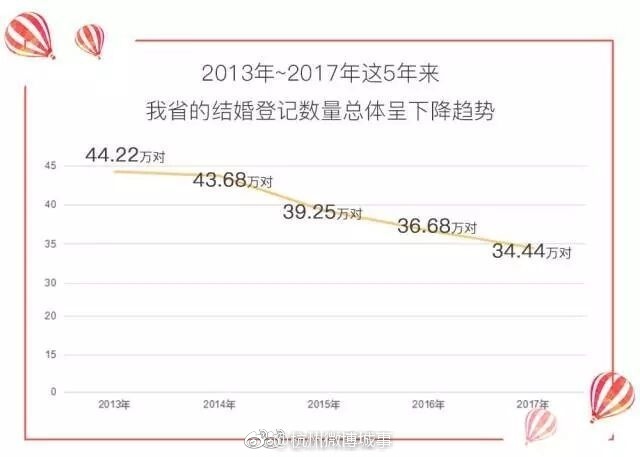 2013年~2017年这5年来
我省的结婚登记数量总体呈下降趋势
44.22万对
43.68万对
39.25万对
36.68万对
34.44万对
45
40
35
30
20
15
0
2013年
2014年
2015年
2016年
2017年
@杭州微博城事